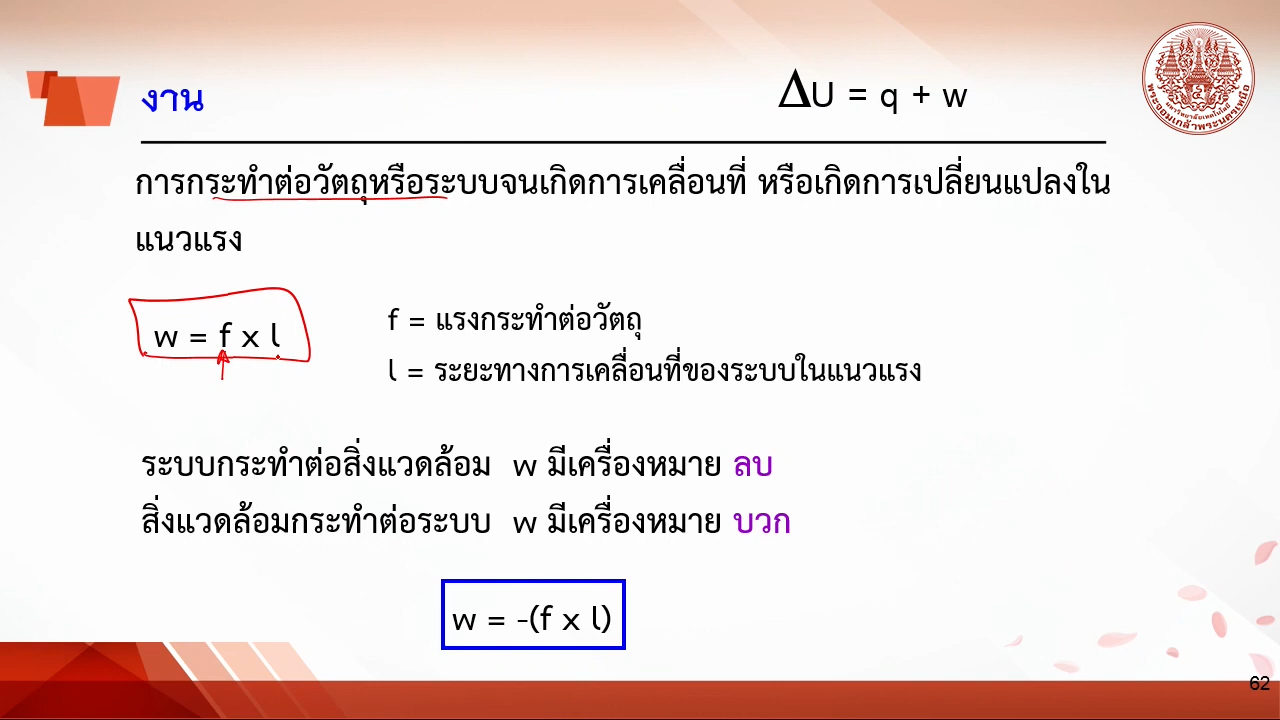 งาน
ΔU = q + w
การกระทำต่อวัตถุหรือระบบจนเกิดการเคลื่อนที่ หรือเกิดการเปลี่ยนแปลงใน
แนวแรง
w = f x l
f = แรงกระทำต่อวัตถุ
l = ระยะทางการเคลื่อนที่ของระบบในแนวแรง
ระบบกระทำต่อสิ่งแวดล้อม w มีเครื่องหมาย ลบ
สิ่งแวดล้อมกระทำต่อระบบ w มีเครื่องหมาย บวก
w = -(f x l)
62